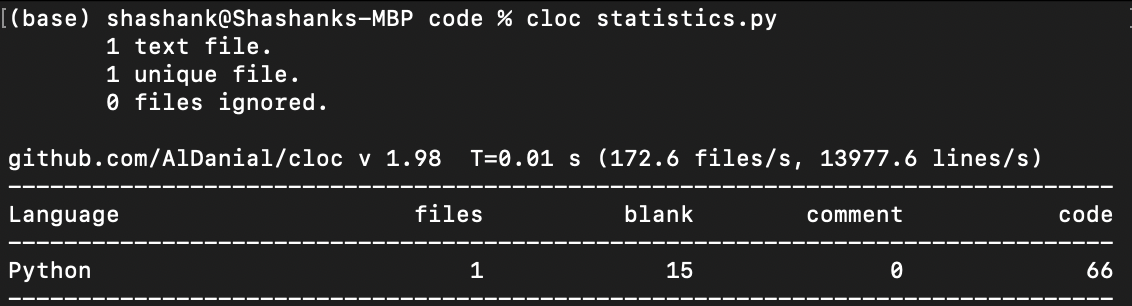 [(base) shashank@Shashanks-MBP code % cloc statistics.py
       1 text file.
       1 unique file.
       0 files ignored.
github.com/AlDanial/cloc v 1.98  T=0.01 s (172.6 files/s, 13977.6 lines/s)
-------------------------------------------------------------------------------
Language                     files          blank        comment           code
-------------------------------------------------------------------------------
Python                           1             15              0             66
-------------------------------------------------------------------------------